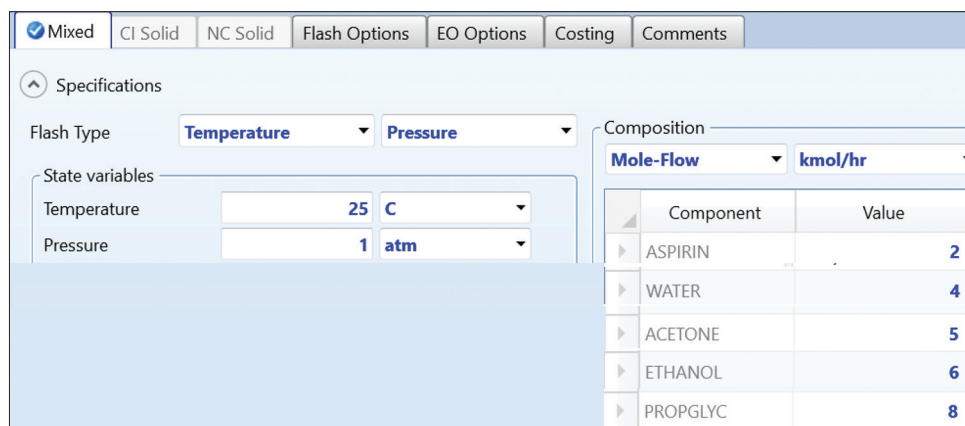 Mixed CI Solid NC Solid Flash Options EO Options Costing Comments
Specifications
Flash Type Temperature Pressure
State variables
Temperature 25 C
Pressure 1 atm
Composition
Mole-Flow kmol/hr
Component Value
ASPIRIN 2
WATER 4
ACETONE 5
ETHANOL 6
PROPGLYC 8